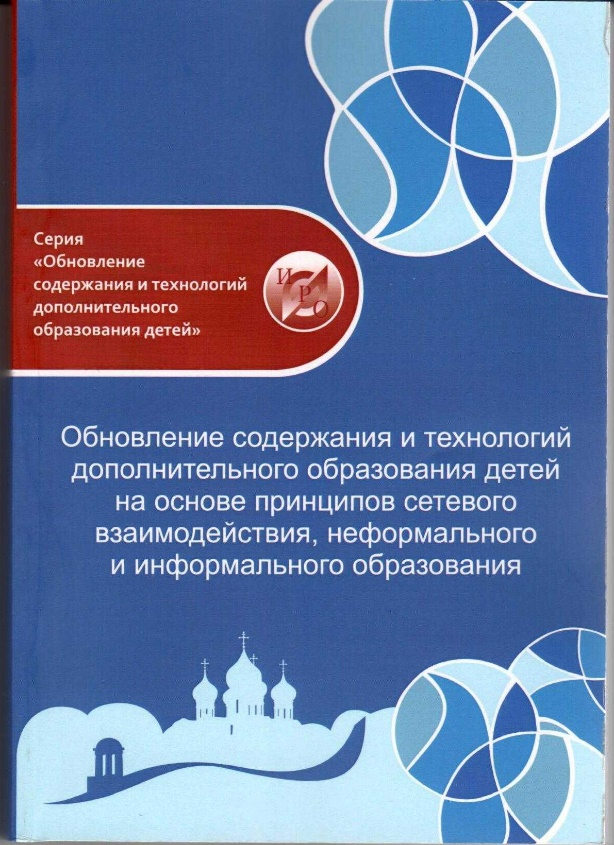 Серия
«Обновление
содержания и технологий
дополнительного
образования детей»
ИРО
Обновление содержания и технологий
дополнительного образования детей
на основе принципов сетевого
взаимодействия, неформального
и информального образования